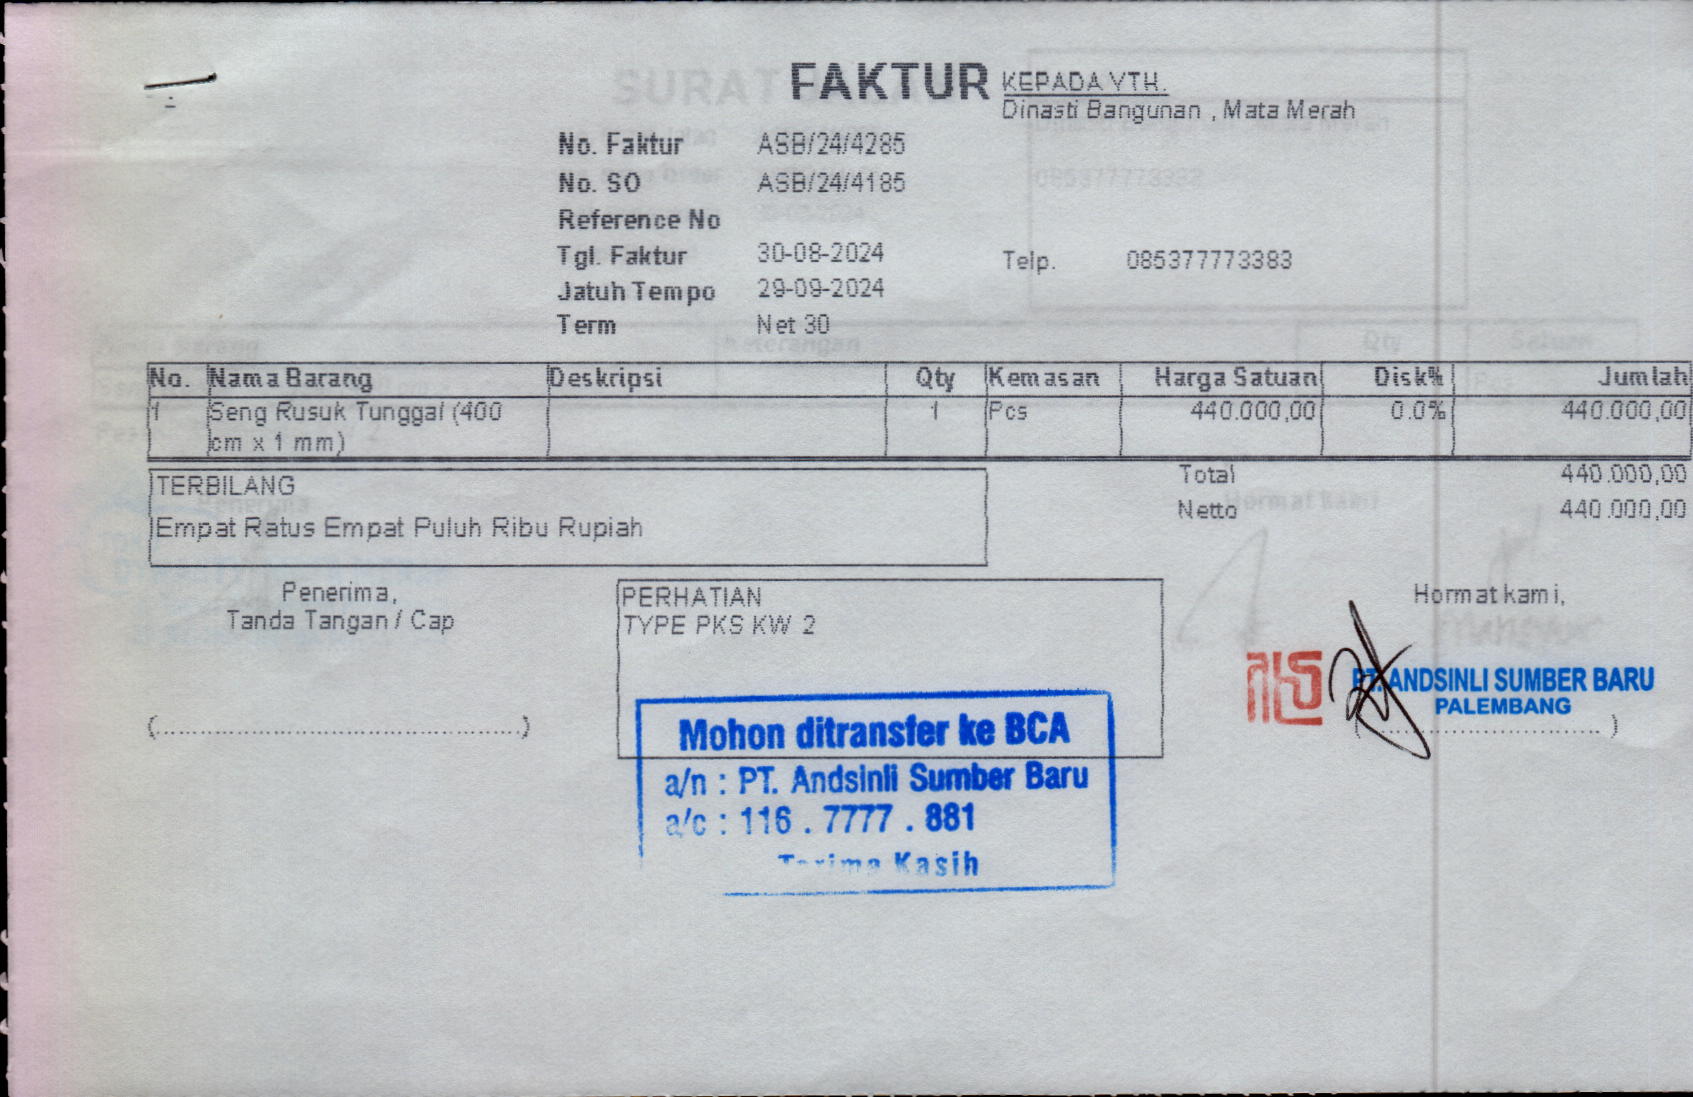 FAKTUR
KEPADA YTH.
Dinasti Bangunan , Mata Merah
No. Faktur ASB/24/4285
No. SO ASB/24/4185
Reference No
Tgl. Faktur 30-08-2024
Telp. 085377773383
Jatuh Tempo 29-09-2024
Term Net 30
No. Nama Barang Deskripsi Qty Kemasan Harga Satuan Disk% Jumlah
1 Seng Rusuk Tunggal (400 1 Pcs 440.000,00 0.0% 440.000,00
cm x 1 mm)
Total 440.000,00
Netto 440.000,00
TERBILANG
Empat Ratus Empat Puluh Ribu Rupiah
Penerima,
Tanda Tangan / Cap
(..............................................)
PERHATIAN
TYPE PKS KW 2
Mohon ditransfer ke BCA
a/n : PT. Andsinli Sumber Baru
a/c : 116 . 7777 . 881
Terima Kasih
Hormat kami,
PT. ANDSINLI SUMBER BARU
PALEMBANG
(..............................)